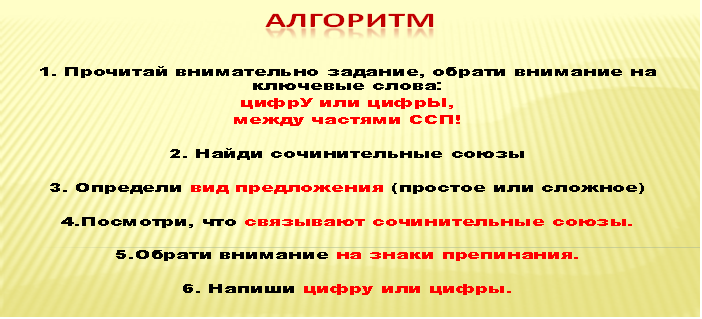 АЛГОРИТМ
1. Прочитай внимательно задание, обрати внимание на
ключевые слова:
цифрУ или цифрЫ,
между частями ССП!
2. Найди сочинительные союзы
3. Определи вид предложения (простое или сложное)
4.Посмотри, что связывают сочинительные союзы.
5.Обрати внимание на знаки препинания.
6. Напиши цифру или цифры.